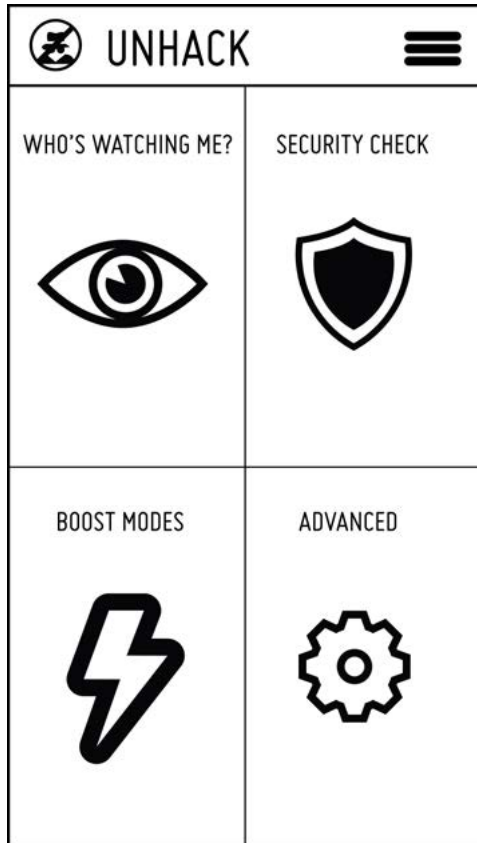 UNHACK
WHO'S WATCHING ME?
SECURITY CHECK
BOOST MODES
ADVANCED